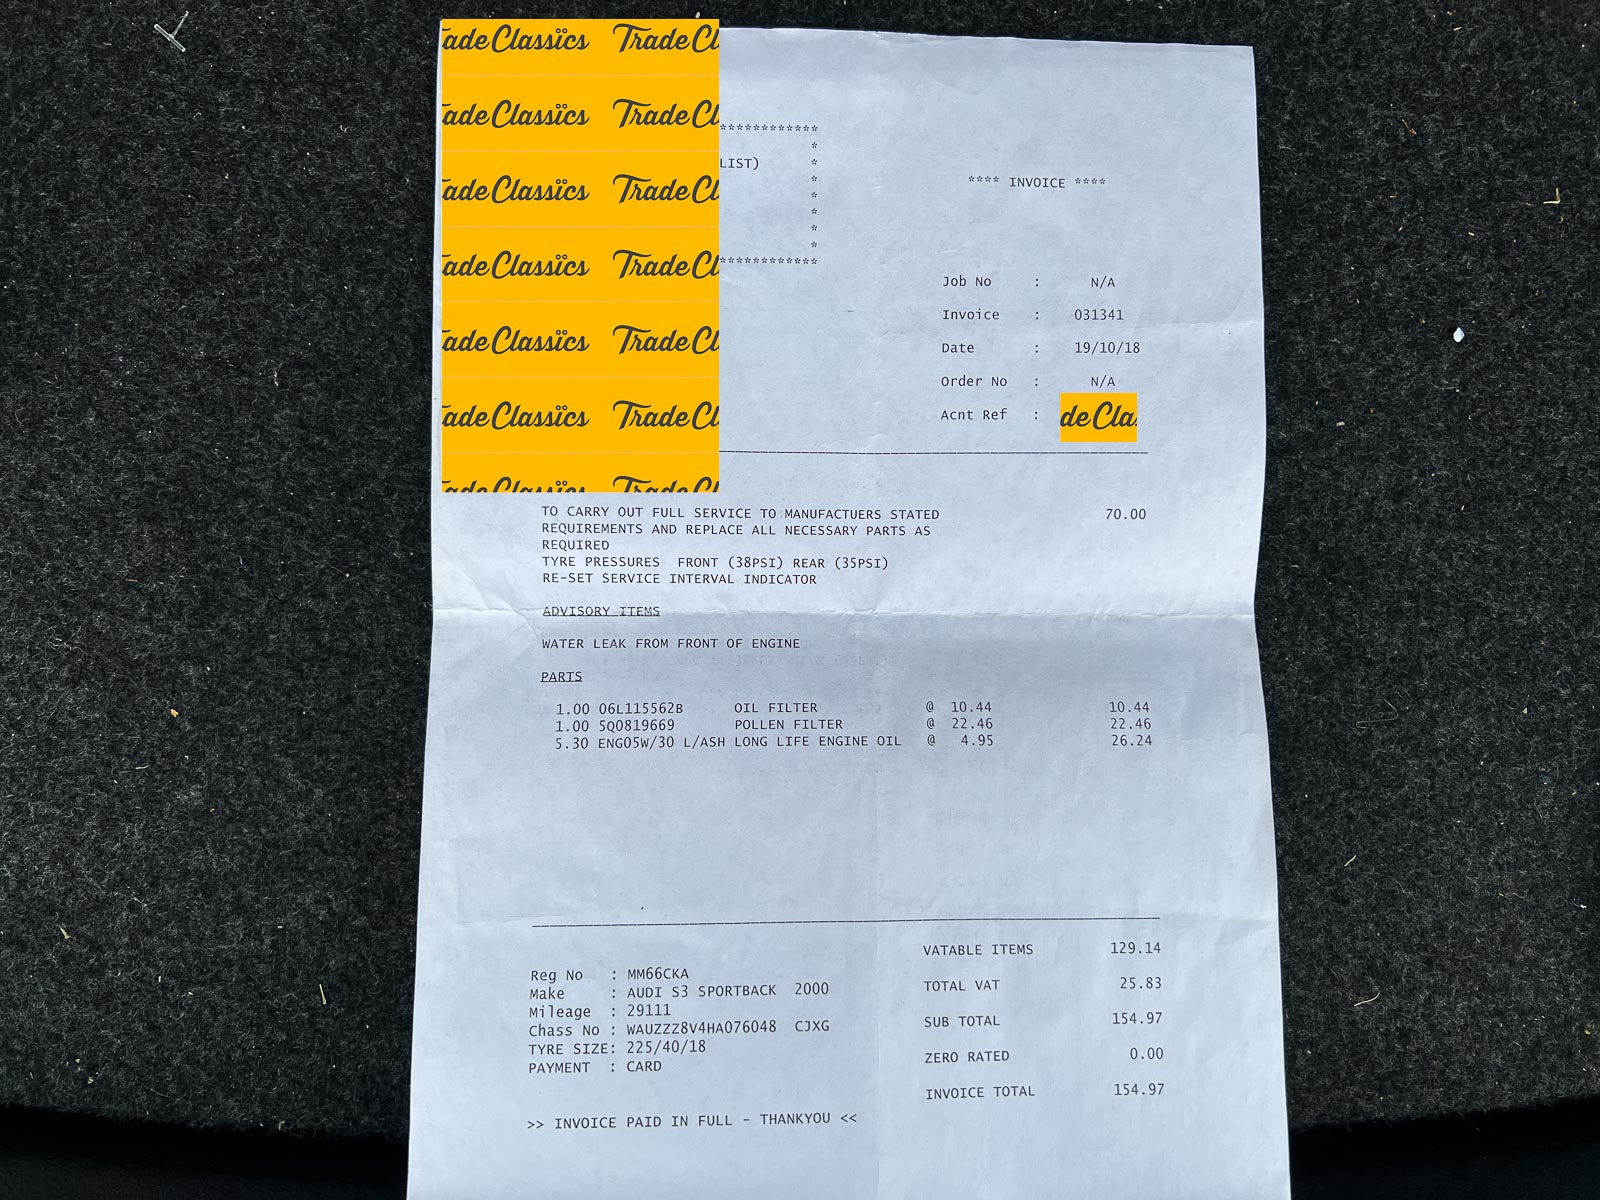 adeClassics TradeCl
adeClassics TradeCl
adeClassics TradeCl
adeClassics TradeCl
adeClassics TradeCl
adeClassics TradeCl
adeClassics TradeCl
************
*
LIST) *
*
*
*
*
*
************
**** INVOICE ****
Job No : N/A
Invoice : 031341
Date : 19/10/18
Order No : N/A
Acnt Ref : deCla
TO CARRY OUT FULL SERVICE TO MANUFACTUERS STATED 70.00
REQUIREMENTS AND REPLACE ALL NECESSARY PARTS AS
REQUIRED
TYRE PRESSURES FRONT (38PSI) REAR (35PSI)
RE-SET SERVICE INTERVAL INDICATOR
ADVISORY ITEMS
WATER LEAK FROM FRONT OF ENGINE
PARTS
1.00 06L115562B OIL FILTER @ 10.44 10.44
1.00 5Q0819669 POLLEN FILTER @ 22.46 22.46
5.30 ENGO5W/30 L/ASH LONG LIFE ENGINE OIL @ 4.95 26.24
VATABLE ITEMS 129.14
TOTAL VAT 25.83
SUB TOTAL 154.97
ZERO RATED 0.00
INVOICE TOTAL 154.97
Reg No : MM66CKA
Make : AUDI S3 SPORTBACK 2000
Mileage : 29111
Chass No : WAUZZZ8V4HA076048 CJXG
TYRE SIZE: 225/40/18
PAYMENT : CARD
>> INVOICE PAID IN FULL - THANKYOU <<